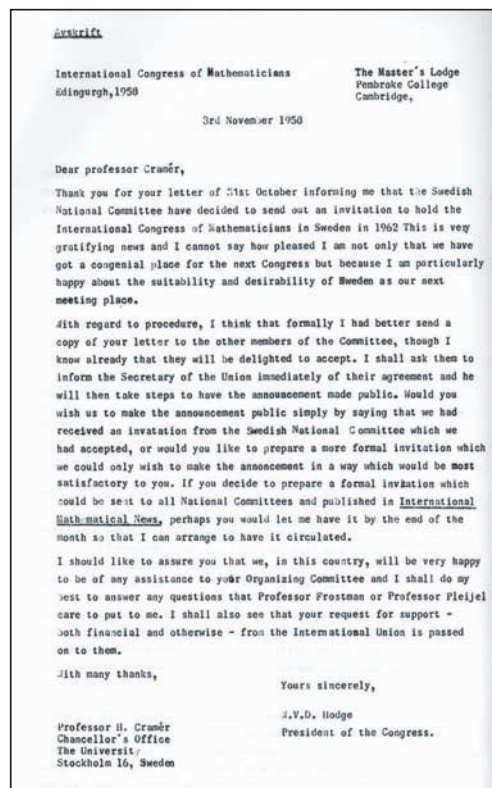 Avskrift
International Congress of Mathematicians
Edingurgh,1958
The Master's Lodge
Pembroke College
Cambridge,
3rd November 1958
Dear professor Cramér,
Thank you for your letter of 31st October informing me that the Swedish
National Committee have decided to send out an invitation to hold the
International Congress of Mathematicians in Sweden in 1962 This is very
gratifying news and I cannot say how pleased I am not only that we have
got a congenial place for the next Congress but because I am particularly
happy about the suitability and desirability of Sweden as our next
meeting place.
With regard to procedure, I think that formally I had better send a
copy of your letter to the other members of the Committee, though I
know already that they will be delighted to accept. I shall ask them to
inform the Secretary of the Union immediately of their agreement and he
will then take steps to have the announcement made public. Would you
wish us to make the announcement public simply by saying that we had
received an invatation from the Swedish National Committee which we
had accepted, or would you like to prepare a more formal invitation which
we could only wish to make the annoncement in a way which would be most
satisfactory to you. If you decide to prepare a formal invitation which
could be sent to all National Committees and published in International
Mathematical News, perhaps you would let me have it by the end of the
month so that I can arrange to have it circulated.
I should like to assure you that we, in this country, will be very happy
to be of any assistance to your Organizing Committee and I shall do my
best to answer any questions that Professor Frostman or Professor Pleijel
care to put to me. I shall also see that your request for support -
both financial and otherwise - from the International Union is passed
on to them.
With many thanks,
Yours sincerely,
W.V.D. Hodge
President of the Congress.
Professor H. Cramér
Chancellor's Office
The University
Stockholm 16, Sweden